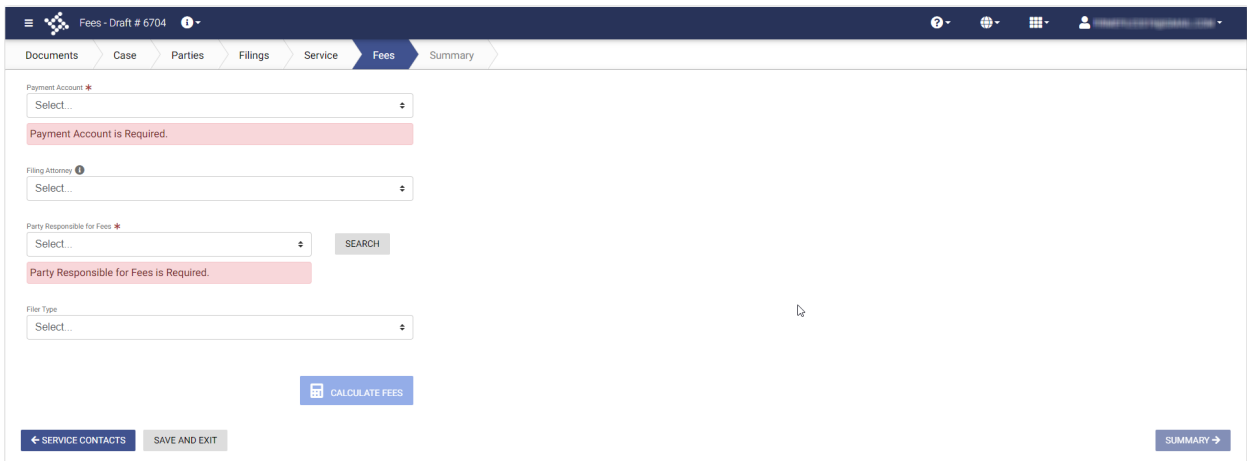 Fees - Draft # 6704
Documents Case Parties Filings Service Fees Summary
Payment Account *
Select...
Payment Account is Required.
Filing Attorney
Select...
Party Responsible for Fees *
Select... SEARCH
Party Responsible for Fees is Required.
Filer Type
Select...
CALCULATE FEES
← SERVICE CONTACTS SAVE AND EXIT SUMMARY →